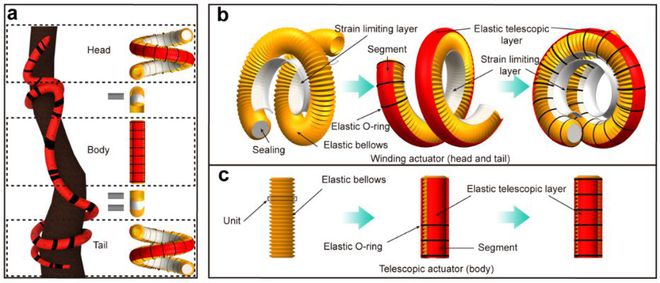 a
Head
Body
Tail
b
Strain limiting layer
Elastic telescopic
layer
Segment
Strain limiting
layer
Elastic O-ring
Sealing
Elastic bellows
Winding actuator (head and tail)
c
Elastic bellows
Unit
Elastic telescopic layer
Elastic O-ring
Segment
Telescopic actuator (body)